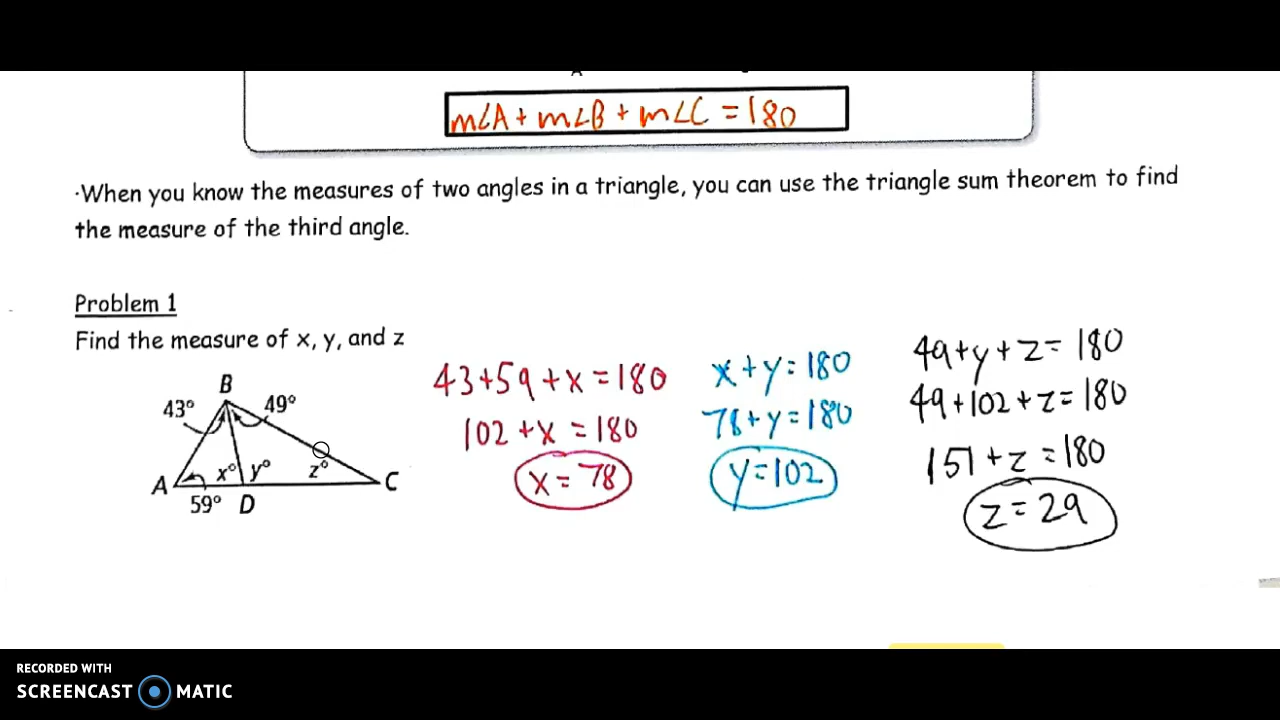 A
m∠A + m∠B + m∠C = 180
·When you know the measures of two angles in a triangle, you can use the triangle sum theorem to find
the measure of the third angle.
Problem 1
Find the measure of x, y, and z
B
43°
49°
A
x°
y°
z°
C
59°
D
43+59+x=180
102+x=180
x=78
x+y=180
78+y=180
y=102
49+y+z=180
49+102+z=180
151+z=180
z=29
RECORDED WITH
SCREENCAST MATIC